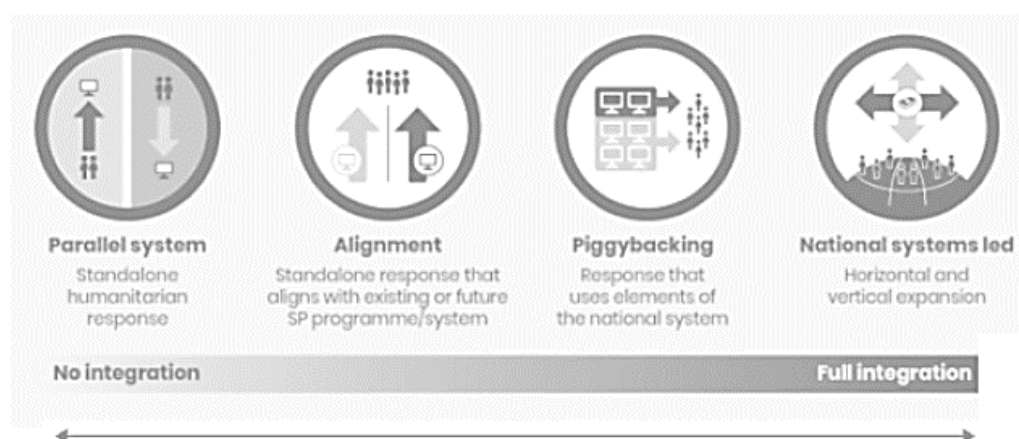 Parallel system
Standalone
humanitarian
response
Alignment
Standalone response that
aligns with existing or future
SP programme/system
Piggybacking
Response that
uses elements of
the national system
National systems led
Horizontal and
vertical expansion
No integration
Full integration